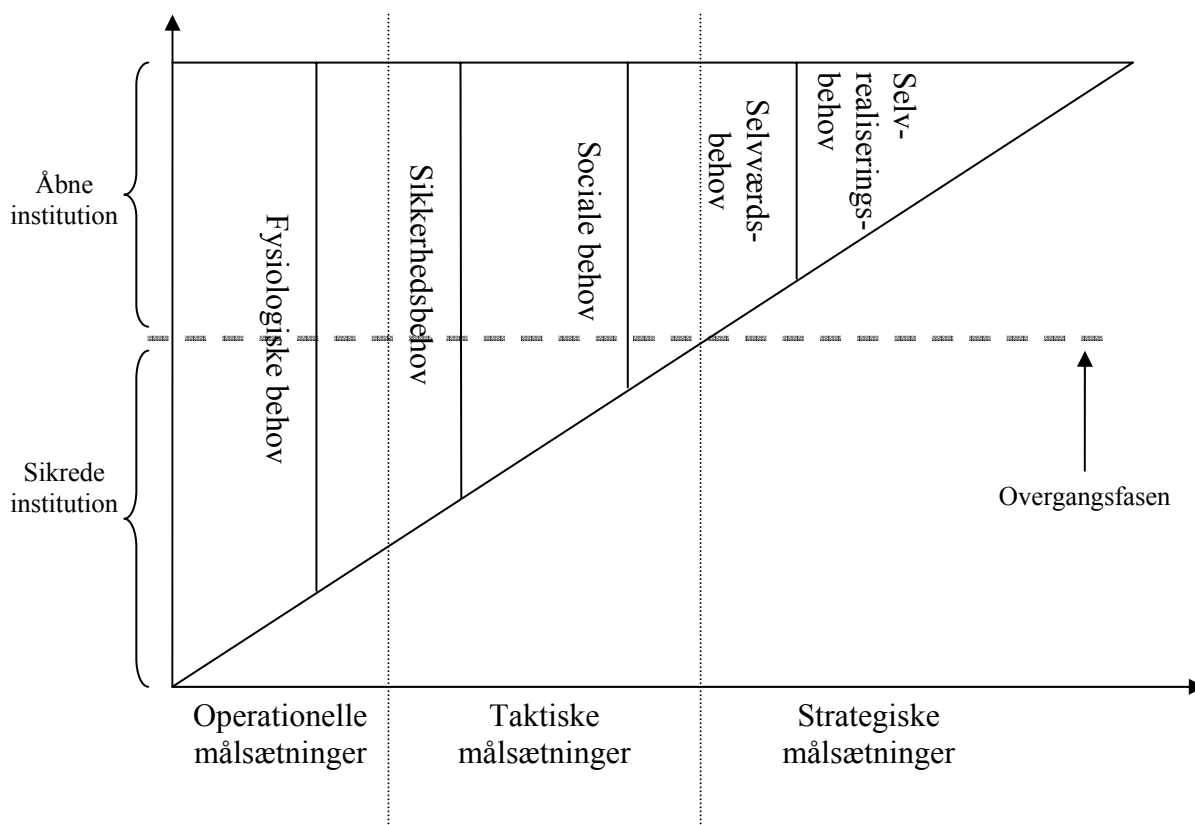 Åbne
institution
Sikrede
institution
Fysiologiske behov
Sikkerhedsbehov
Sociale behov
Selvværds-
behov
Selv-
realiserings-
behov
Overgangsfasen
Operationelle
målsætninger
Taktiske
målsætninger
Strategiske
målsætninger